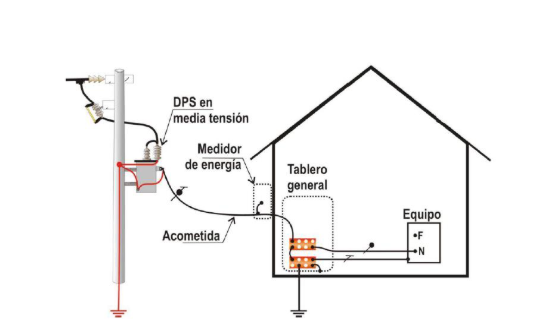 DPS en
media tensión
Medidor
de energía
Tablero
general
Equipo
F
N
Acometida